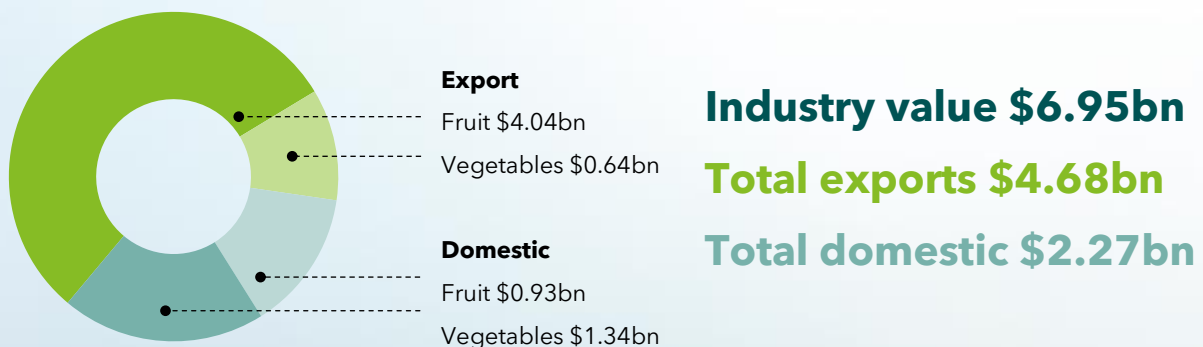 Export
Fruit $4.04bn
Vegetables $0.64bn
Domestic
Fruit $0.93bn
Vegetables $1.34bn
Industry value $6.95bn
Total exports $4.68bn
Total domestic $2.27bn